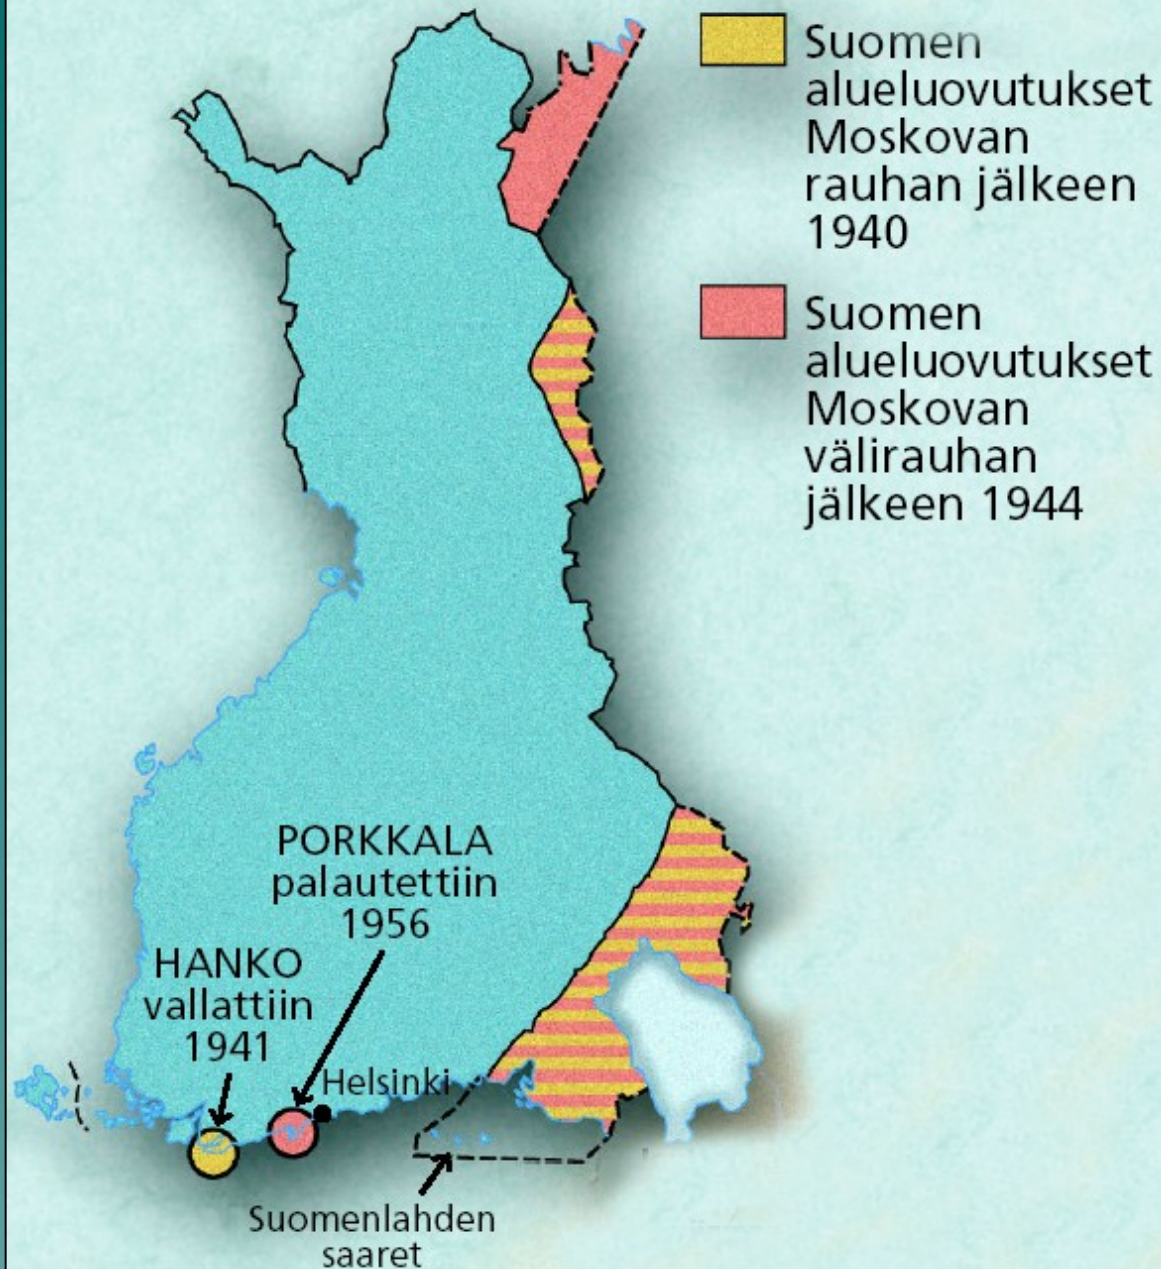 Suomen
alueluovutukset
Moskovan
rauhan jälkeen
1940
Suomen
alueluovutukset
Moskovan
välirauhan
jälkeen 1944
PORKKALA
palautettiin
1956
HANKO
vallattiin
1941
Helsinki
Suomenlahden
saaret